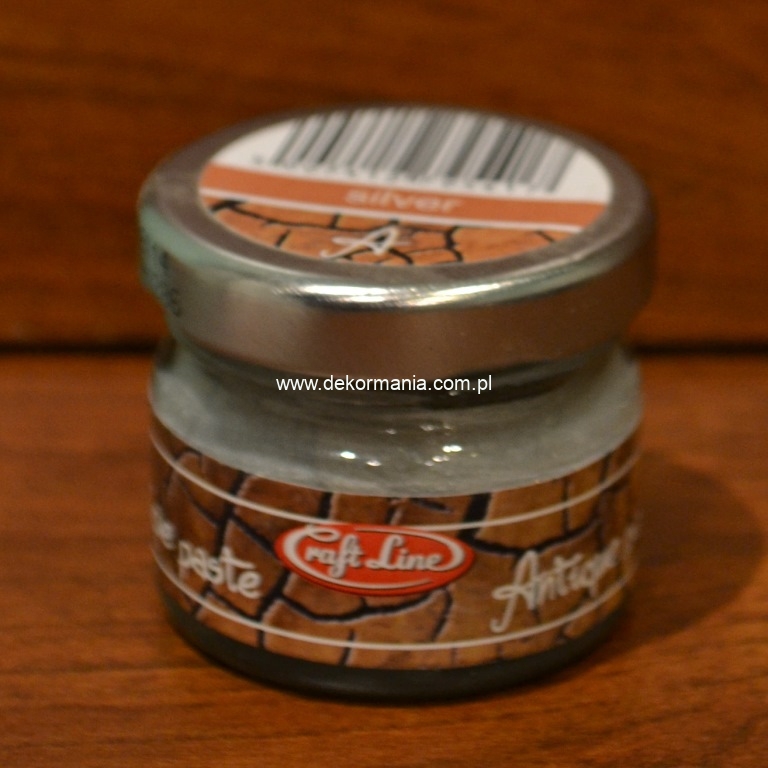 silver
A
www.dekormania.com.pl
paste
Craft Line
Antique